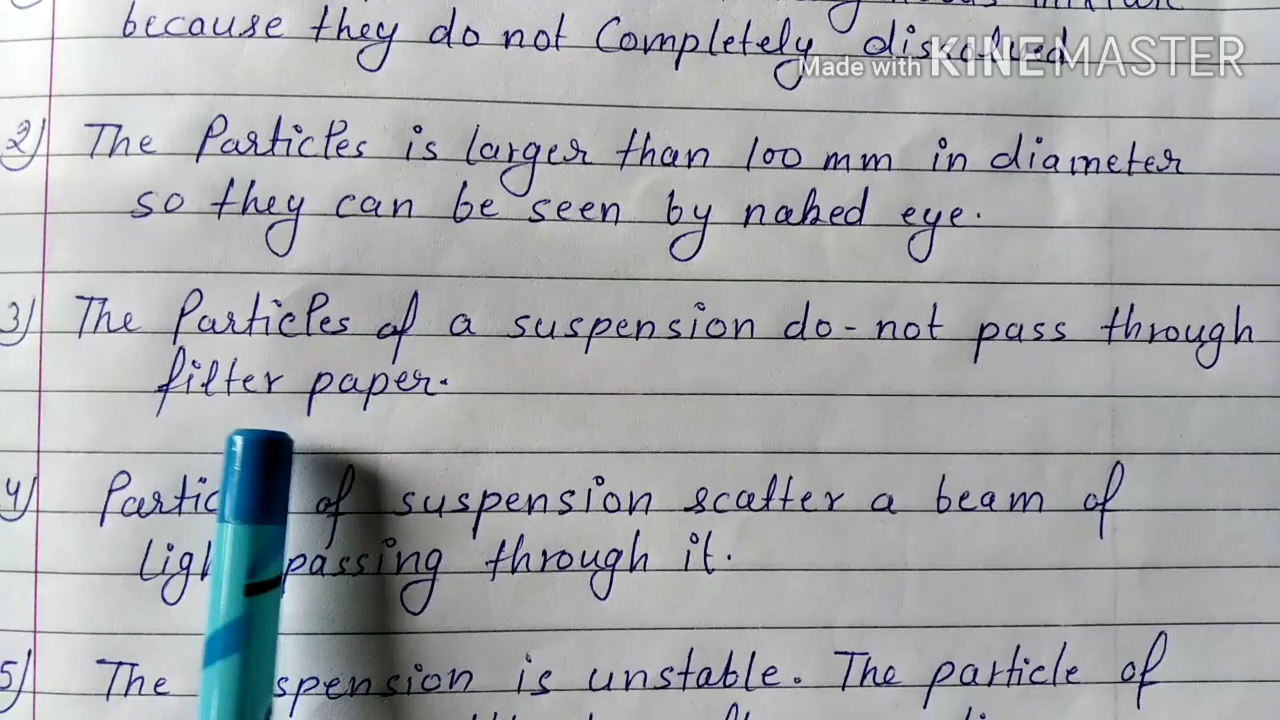 because they do not Completely dissolved
Made with KINEMASTER
2) The Particles is larger than 100 mm in diameter
so they can be seen by naked eye.
3) The Particles of a suspension do-not pass through
filter paper.
4) Partic of suspension scatter a beam of
ligh passing through it.
5) The spension is unstable. The particle of